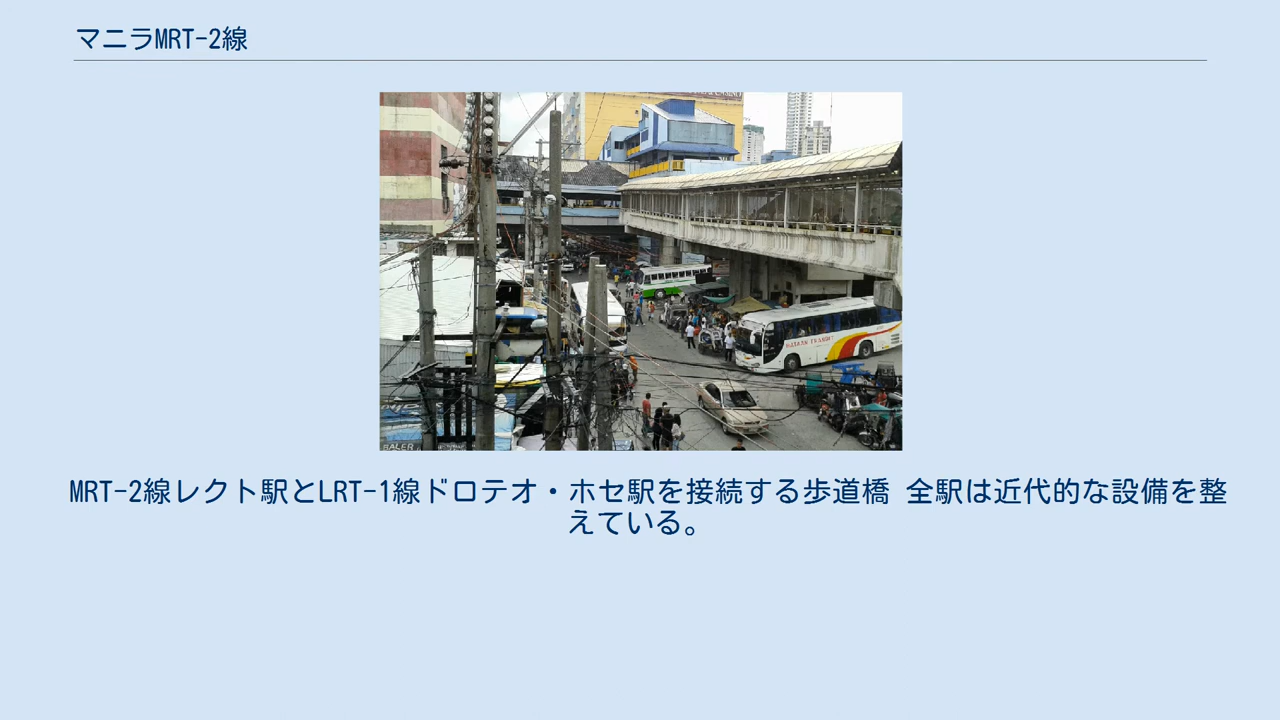 マニラMRT-2線
MRT-2線レクト駅とLRT-1線ドロテオ・ホセ駅を接続する歩道橋 全駅は近代的な設備を整
えている。
BALER